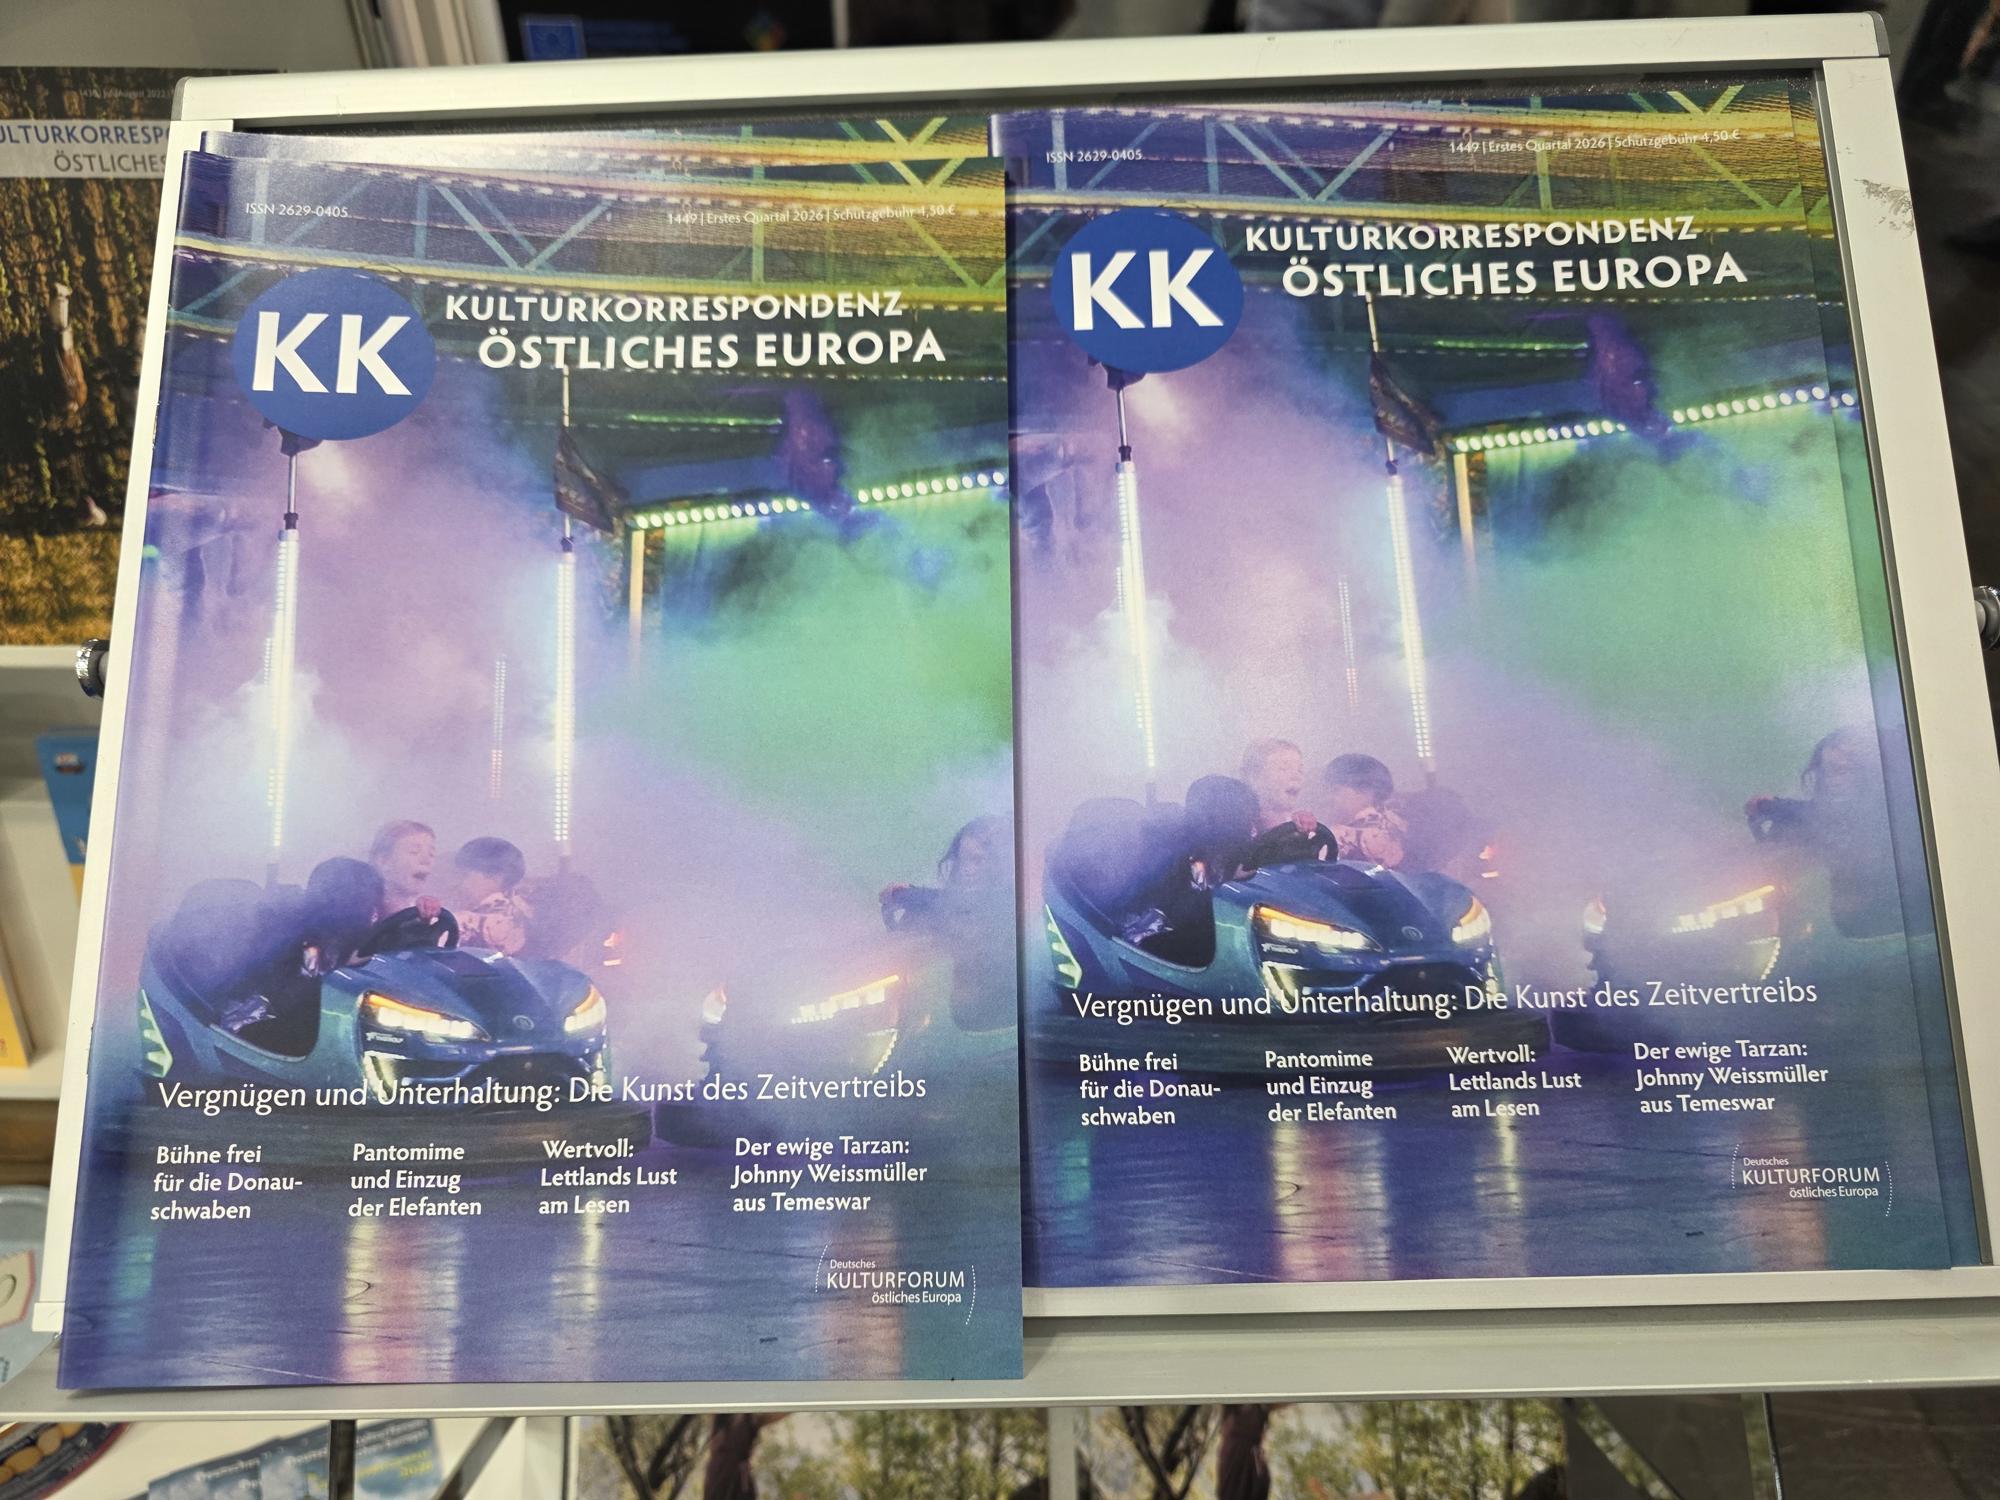 ULTURKORRESP
ÖSTLICHES
ISSN 2629-0405
1449 | Erstes Quartal 2026 | Schutzgebühr 4,50 €
KK
KULTURKORRESPONDENZ
ÖSTLICHES EUROPA
Vergnügen und Unterhaltung: Die Kunst des Zeitvertreibs
Bühne frei
für die Donau-
schwaben
Pantomime
und Einzug
der Elefanten
Wertvoll:
Lettlands Lust
am Lesen
Der ewige Tarzan:
Johnny Weissmüller
aus Temeswar
Deutsches
KULTURFORUM
östliches Europa
ISSN 2629-0405
1449 | Erstes Quartal 2026 | Schutzgebühr 4,50 €
KK
KULTURKORRESPONDENZ
ÖSTLICHES EUROPA
Vergnügen und Unterhaltung: Die Kunst des Zeitvertreibs
Bühne frei
für die Donau-
schwaben
Pantomime
und Einzug
der Elefanten
Wertvoll:
Lettlands Lust
am Lesen
Der ewige Tarzan:
Johnny Weissmüller
aus Temeswar
Deutsches
KULTURFORUM
östliches Europa